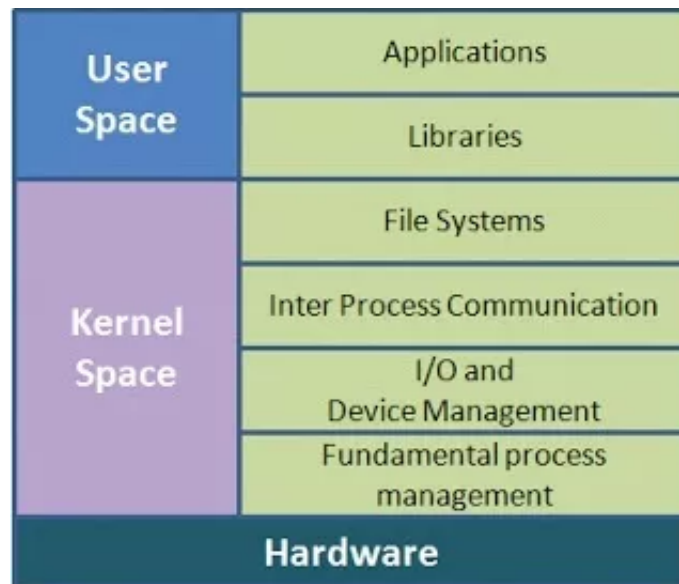 User
Space
Applications
Libraries
Kernel
Space
File Systems
Inter Process Communication
I/O and
Device Management
Fundamental process
management
Hardware